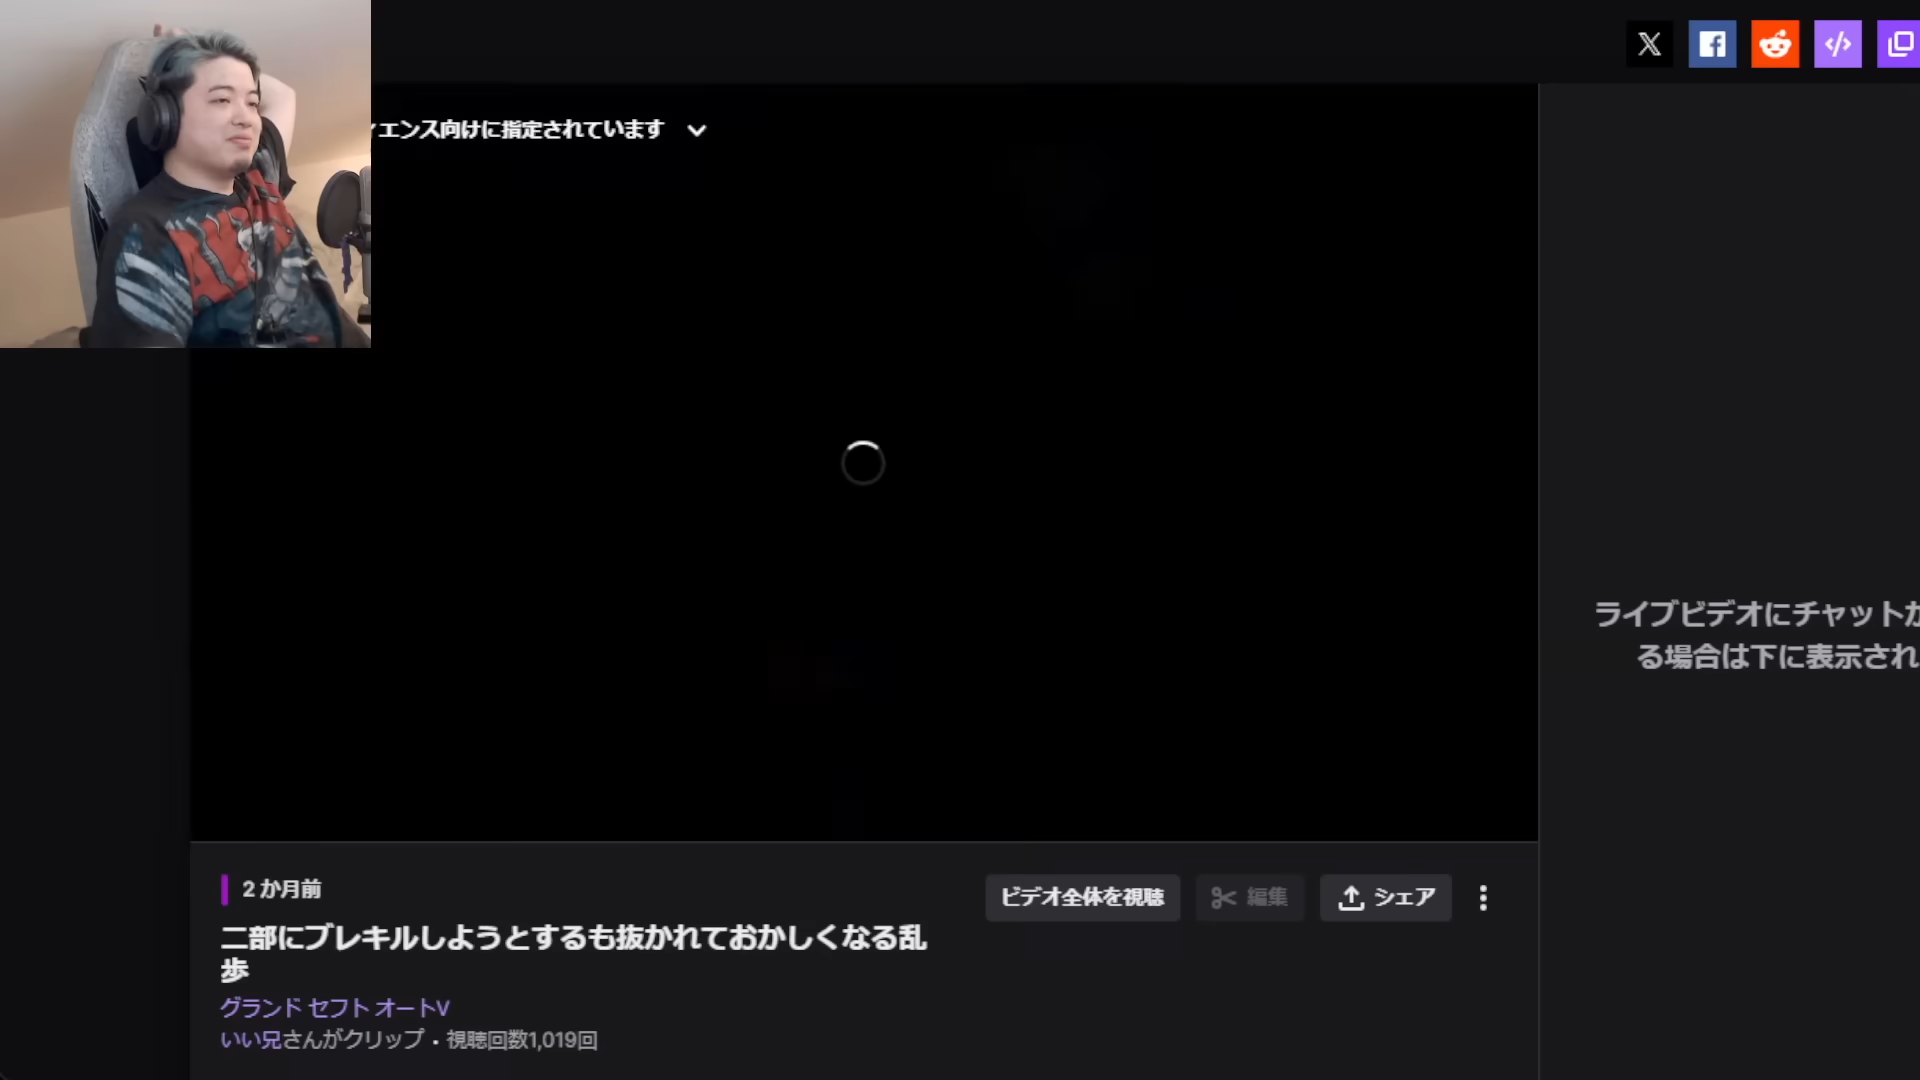 ィエンス向けに指定されています
ライブビデオにチャットが
る場合は下に表示され
2 か月前
ビデオ全体を視聴
編集
シェア
二部にブレキルしようとするも抜かれておかしくなる乱
歩
グランド セフト オートV
いい兄さんがクリップ・視聴回数1,019回